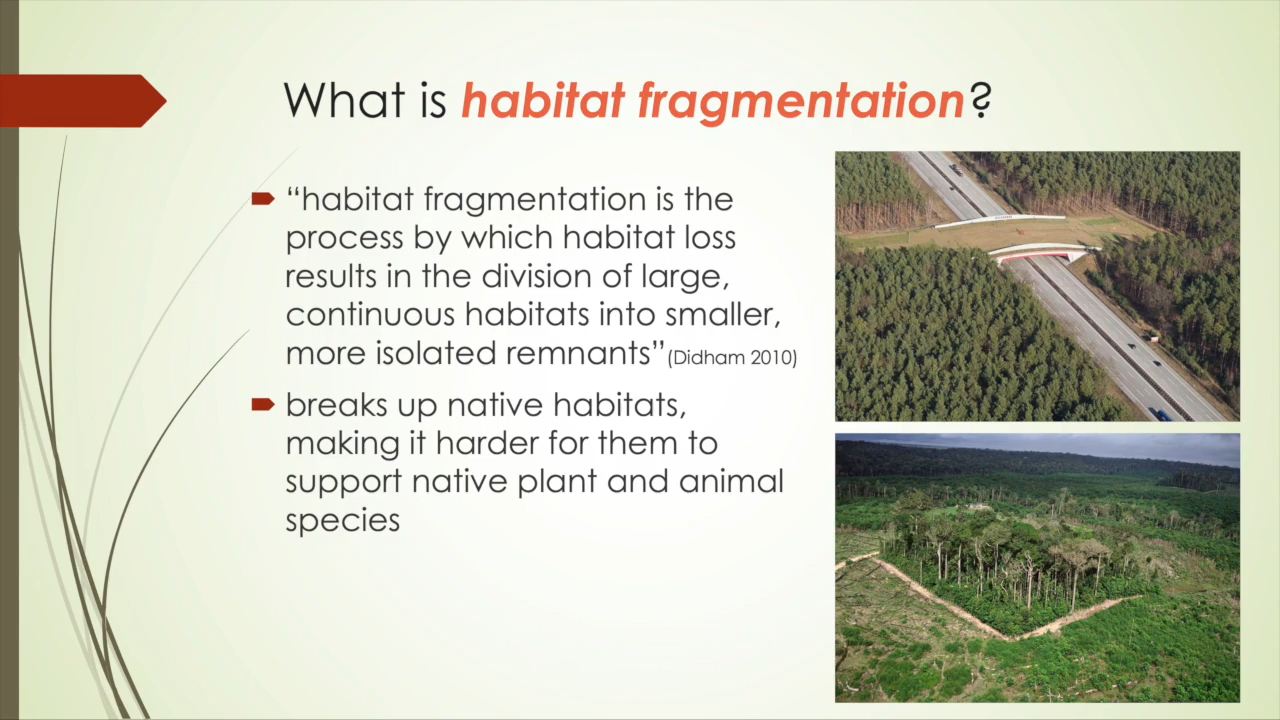 What is habitat fragmentation?
“habitat fragmentation is the
process by which habitat loss
results in the division of large,
continuous habitats into smaller,
more isolated remnants”(Didham 2010)
breaks up native habitats,
making it harder for them to
support native plant and animal
species